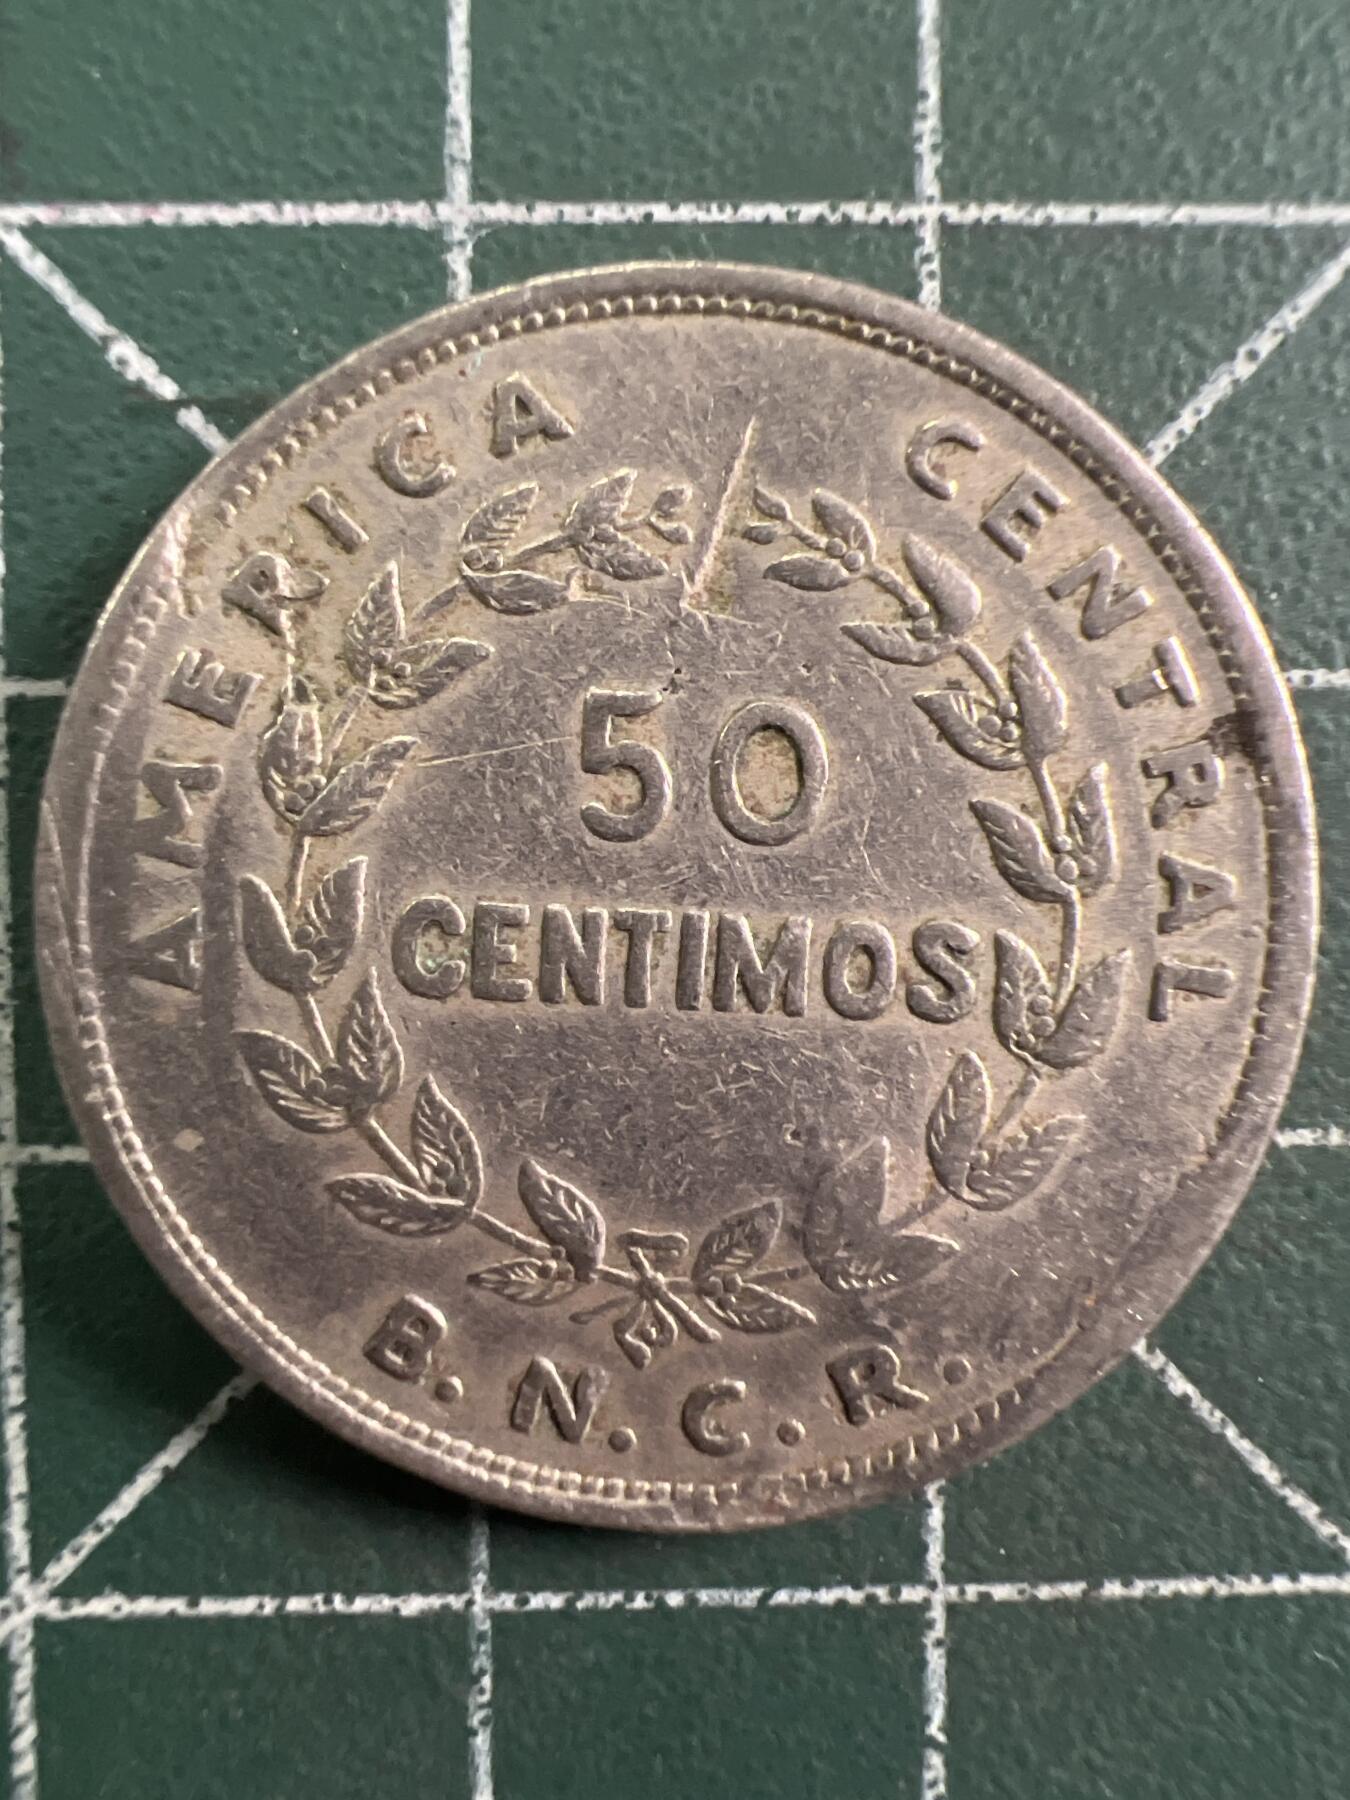 AMERICA CENTRAL
50
CENTIMOS
B.N.C.R.